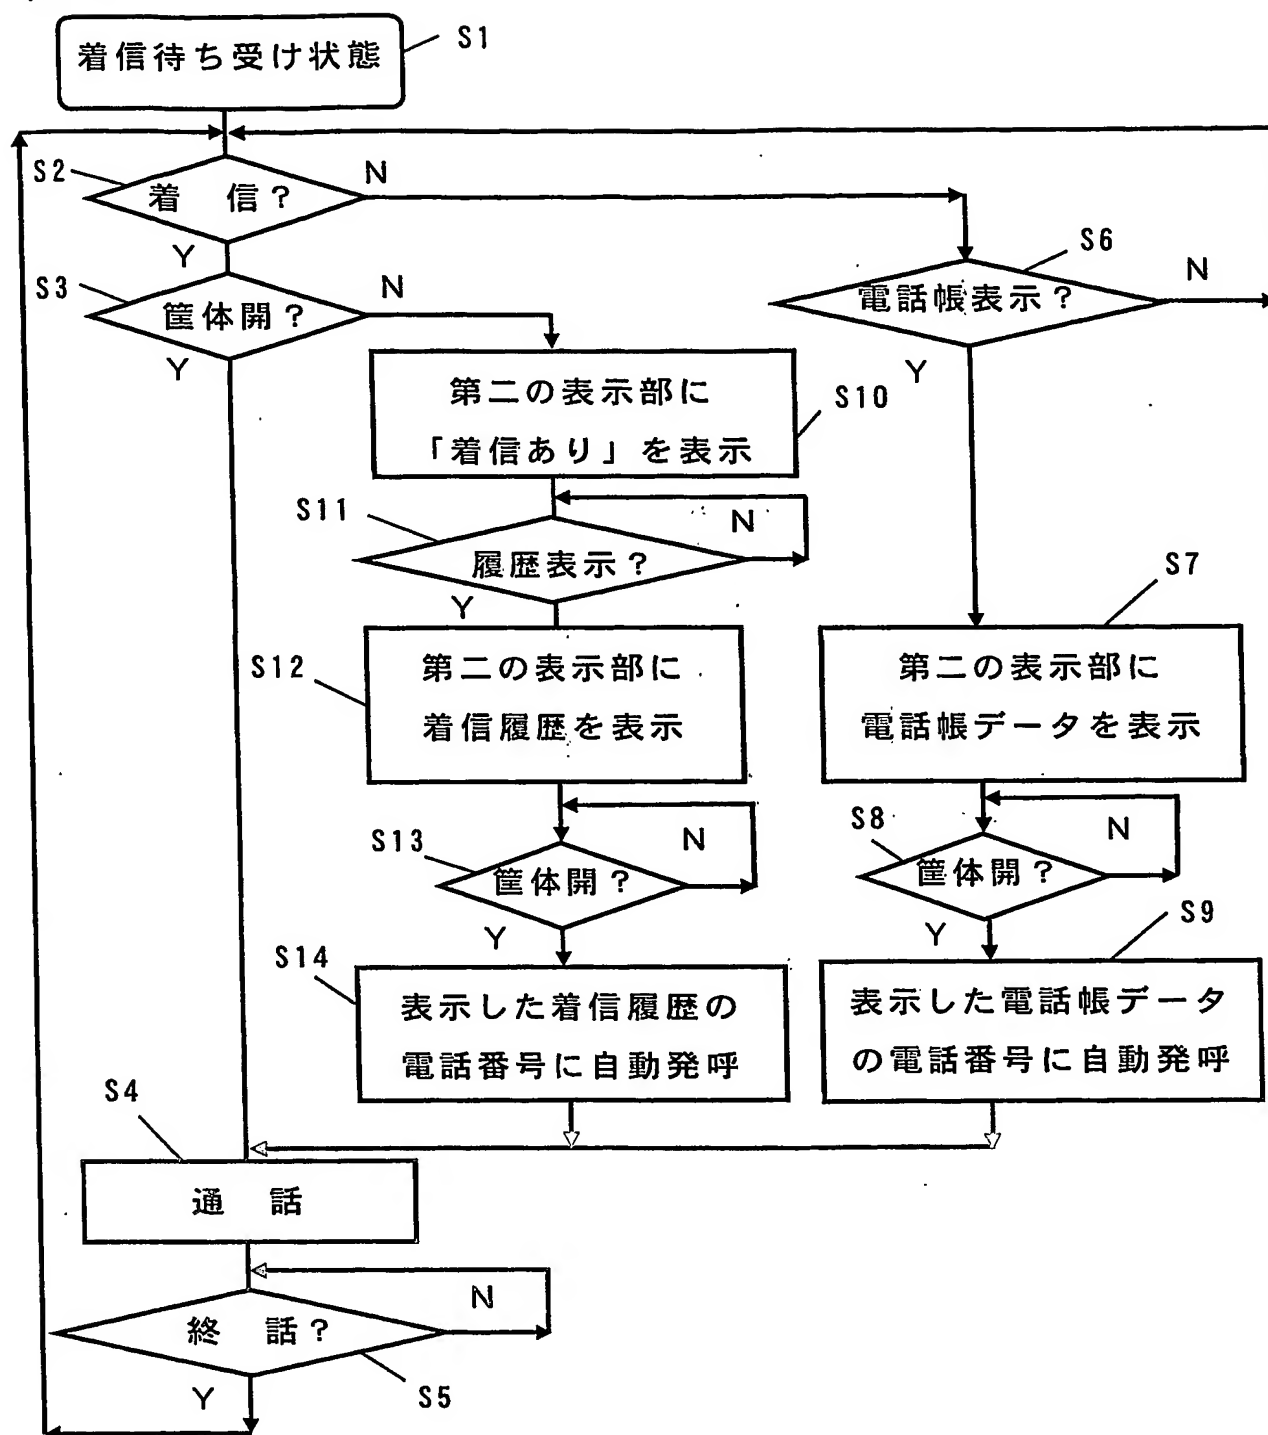 着信待ち受け状態
S1
S2
着 信?
N
Y
S3
筐体開?
N
Y
S6
電話帳表示?
N
Y
第二の表示部に
「着信あり」を表示
S10
S11
履歴表示?
N
Y
S7
S12
第二の表示部に
着信履歴を表示
第二の表示部に
電話帳データを表示
S13
筐体開?
N
Y
S8
筐体開?
N
Y
S9
S14
表示した着信履歴の
電話番号に自動発呼
表示した電話帳データ
の電話番号に自動発呼
S4
通 話
終 話?
N
S5
Y